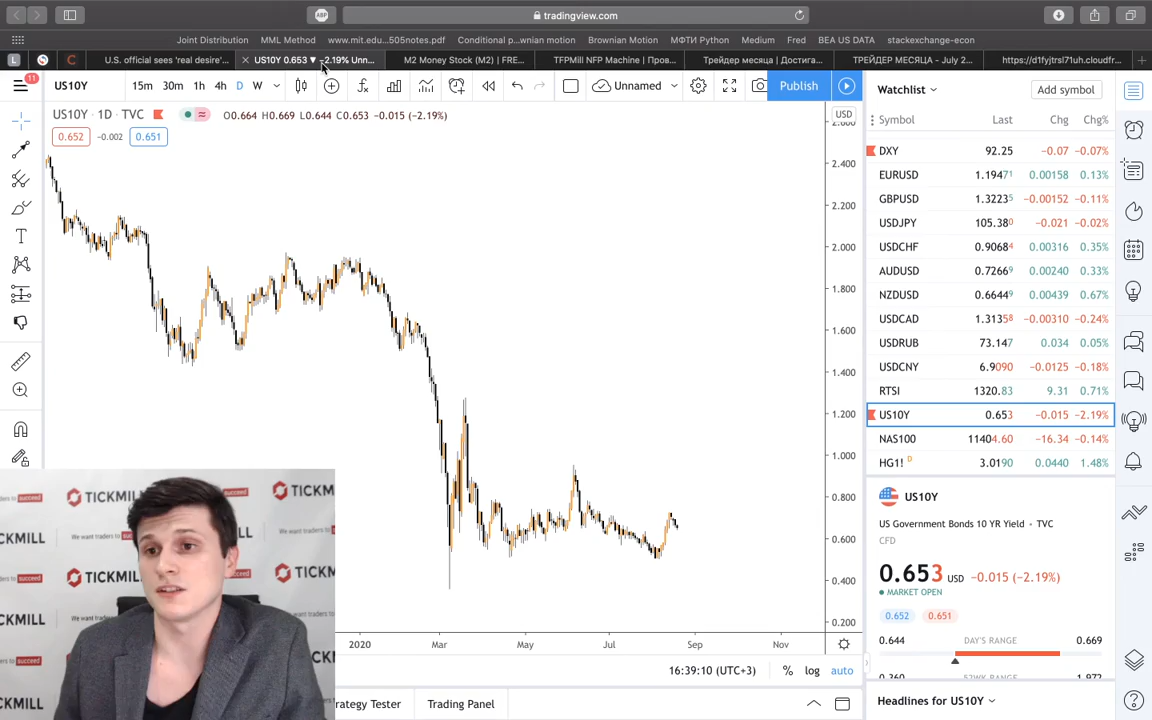 tradingview.com
Joint Distribution MML Method www.mit.edu...505notes.pdf Conditional p...wnian motion Brownian Motion МФТИ Python Medium Fred BEA US DATA stackexchange-econ
L C U.S. official sees 'real desire'... US10Y 0.653 ▼ −2.19% Unn... M2 Money Stock (M2) | FRE... TFPMill NFP Machine | Пров... Трейдер месяца | Достига... ТРЕЙДЕР МЕСЯЦА - July 2... https://d1fyjtrsl71uh.cloudfr...
11 US10Y 15m 30m 1h 4h D W Unnamed Publish
Watchlist Add symbol
US10Y · 1D · TVC O0.664 H0.669 L0.644 C0.653 −0.015 (−2.19%)
USD
0.652 -0.002 0.651
Symbol Last Chg Chg%
DXY 92.25 −0.07 −0.07%
EURUSD 1.19471 0.00158 0.13%
GBPUSD 1.32235 −0.00152 −0.11%
USDJPY 105.380 −0.021 −0.02%
USDCHF 0.90684 0.00316 0.35%
AUDUSD 0.72669 0.00240 0.33%
NZDUSD 0.66449 0.00439 0.67%
USDCAD 1.31358 −0.00310 −0.24%
USDRUB 73.147 0.034 0.05%
USDCNY 6.9090 −0.0125 −0.18%
RTSI 1320.83 9.31 0.71%
US10Y 0.653 −0.015 −2.19%
NAS100 11404.60 −16.34 −0.14%
HG1! D 3.0190 0.0440 1.48%
2.400
2.200
2.000
1.800
1.600
1.400
1.200
1.000
0.800
0.600
0.400
0.200
2020 Mar May Jul Sep Nov
16:39:10 (UTC+3) % log auto
rategy Tester Trading Panel
US10Y
US Government Bonds 10 YR Yield • TVC
CFD
0.653 USD −0.015 (−2.19%)
MARKET OPEN
0.652 0.651
0.644 DAY'S RANGE 0.669
Headlines for US10Y
TICKMILL
We want traders to succeed